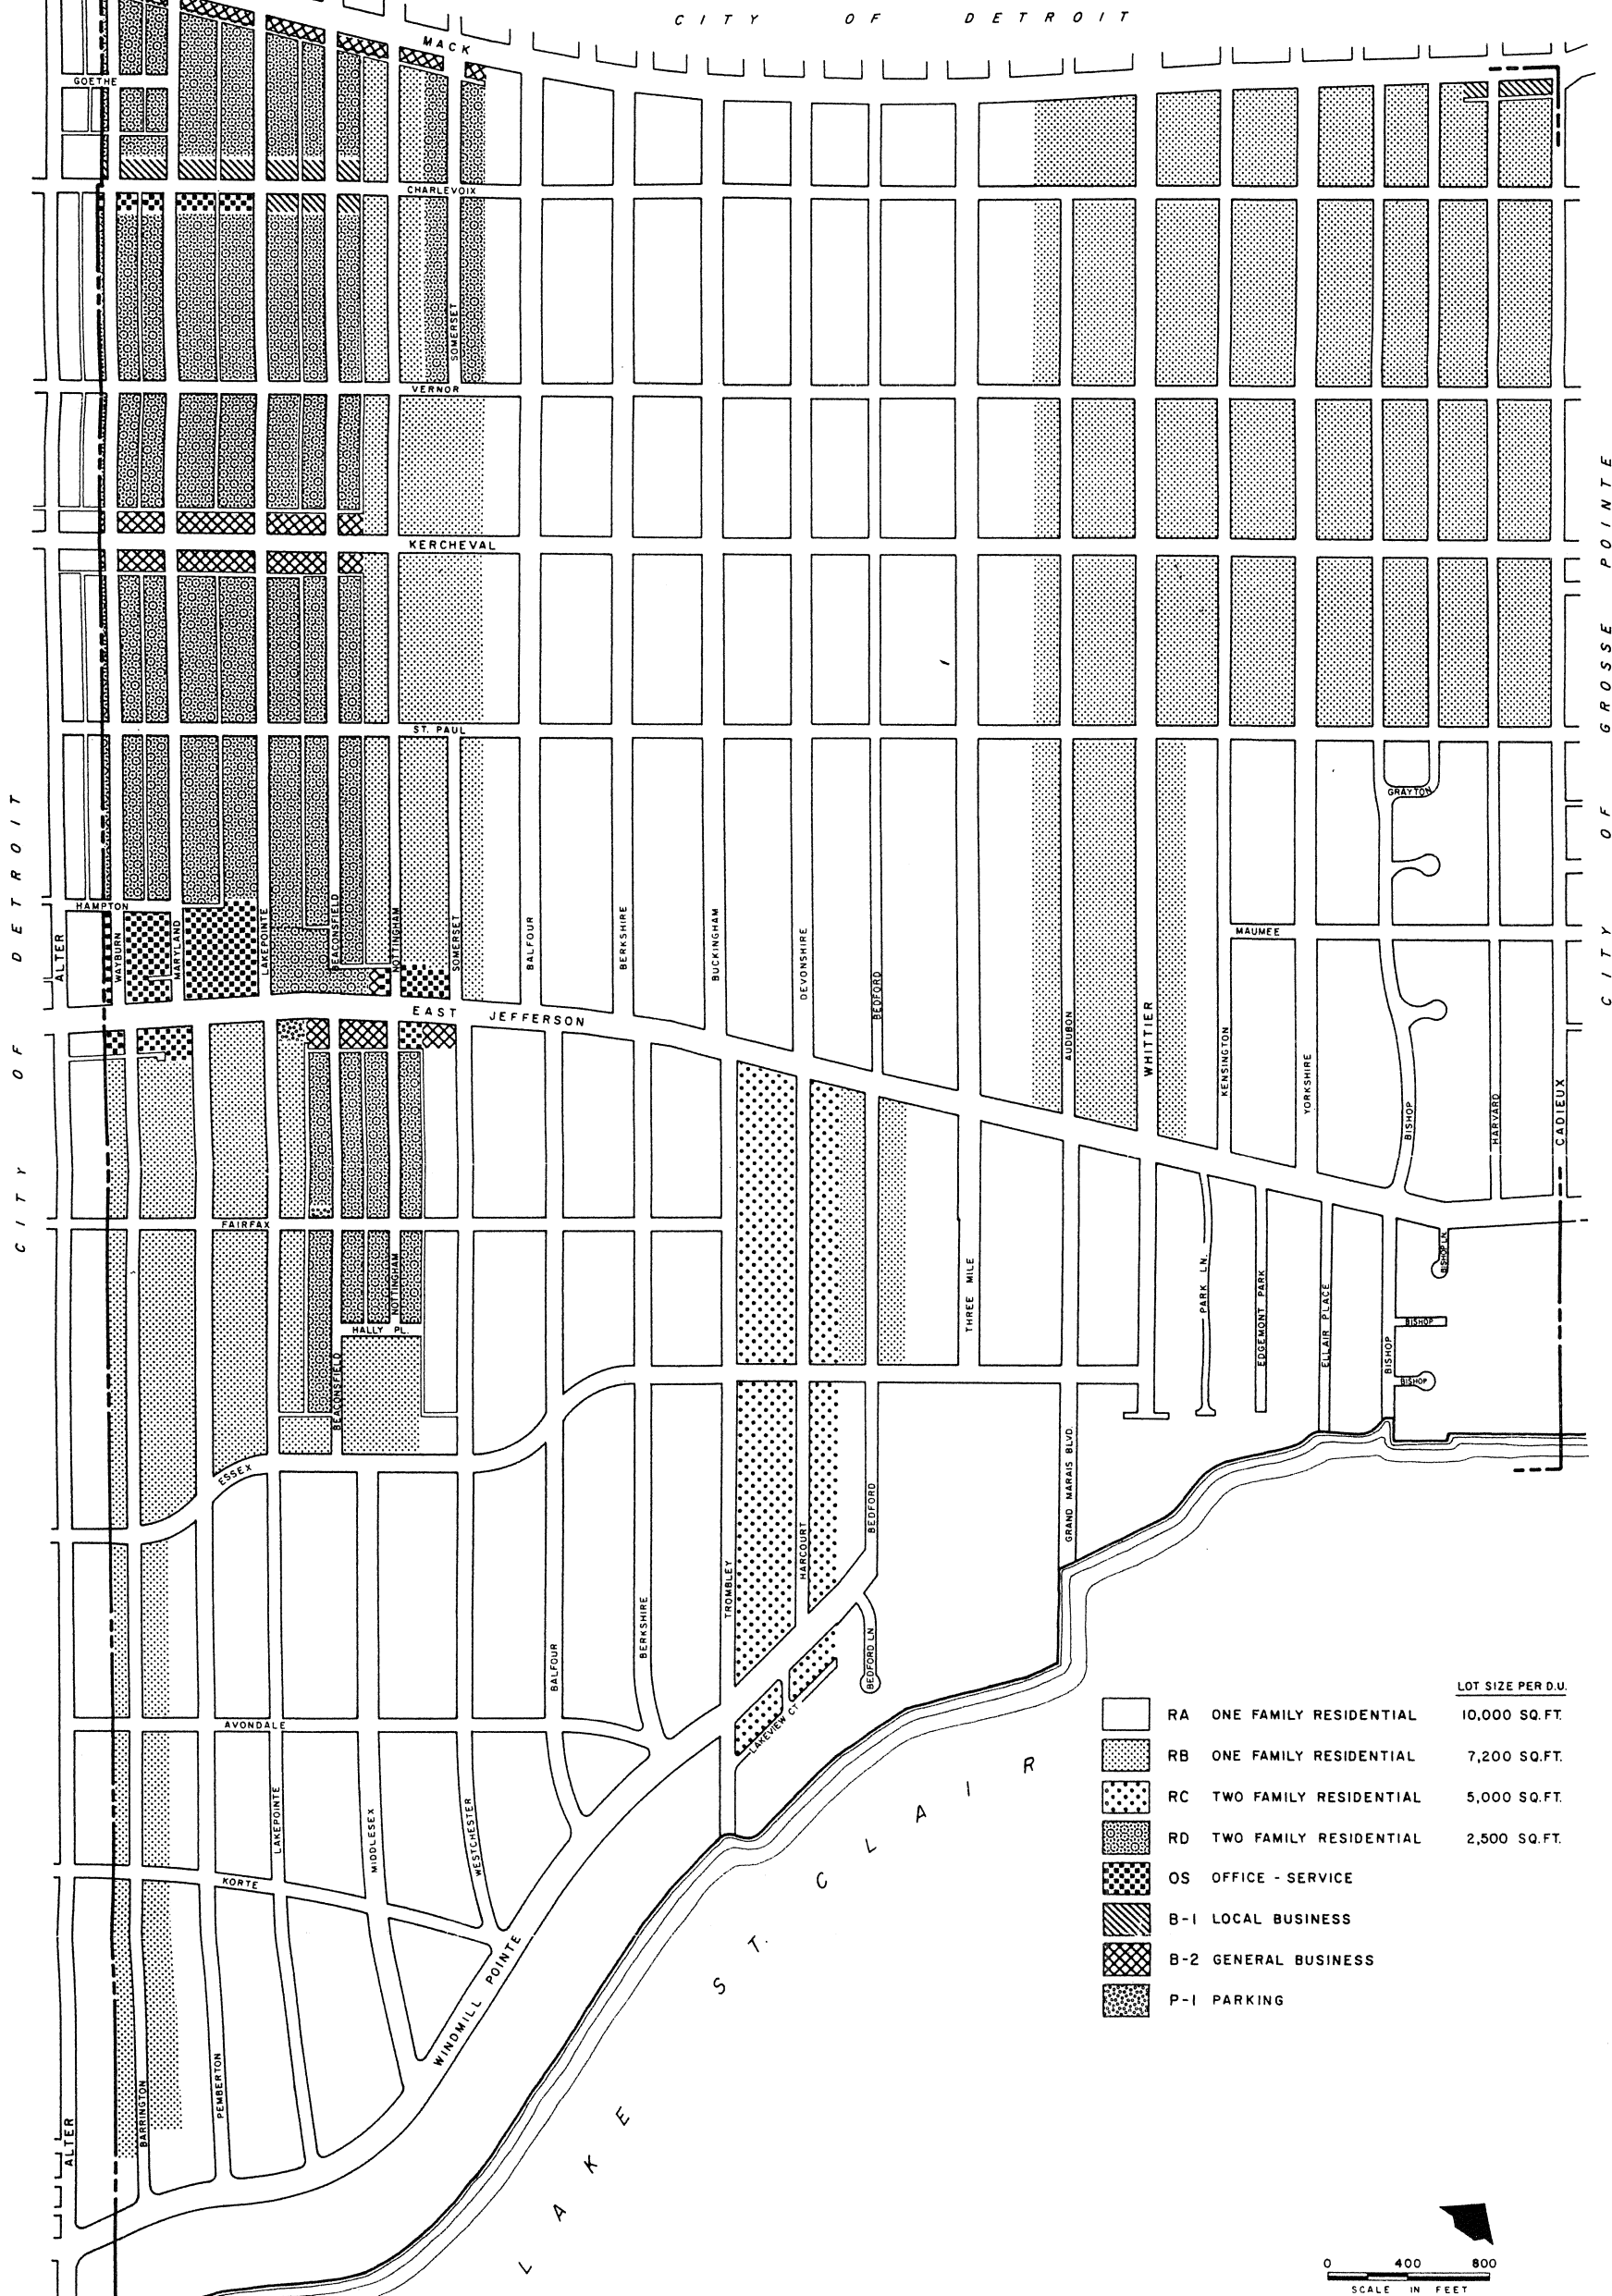 CITY OF DETROIT
MACK
GOETHE
CHARLEVOIX
SOMERSET
VERNOR
KERCHEVAL
CITY OF GROSSE POINTE
ST. PAUL
GRAYTON
CITY OF DETROIT
HAMPTON
ALTER
WAYBURN
MARYLAND
LAKEPOINTE
BEACONSFIELD
NOTTINGHAM
SOMERSET
BALFOUR
BERKSHIRE
BUCKINGHAM
DEVONSHIRE
BEDFORD
AUDUBON
WHITTIER
KENSINGTON
MAUMEE
YORKSHIRE
BISHOP
HARVARD
CADIEUX
EAST JEFFERSON
FAIRFAX
NOTTINGHAM
HALLY PL.
BEACONSFIELD
THREE MILE
PARK LN.
EDGEMONT PARK
ELLAIR PLACE
BISHOP
BISHOP LN.
BISHOP
BISHOP
ESSEX
GRAND MARAIS BLVD.
BEDFORD
HARCOURT
TROMBLEY
BERKSHIRE
BALFOUR
BEDFORD LN
LAKEVIEW CT
AVONDALE
LAKEPOINTE
MIDDLESEX
WESTCHESTER
KORTE
WINDMILL POINTE
PEMBERTON
BARRINGTON
ALTER
LAKE ST. CLAIR
LOT SIZE PER D.U.
RA ONE FAMILY RESIDENTIAL 10,000 SQ.FT.
RB ONE FAMILY RESIDENTIAL 7,200 SQ.FT.
RC TWO FAMILY RESIDENTIAL 5,000 SQ.FT.
RD TWO FAMILY RESIDENTIAL 2,500 SQ.FT.
OS OFFICE - SERVICE
B-1 LOCAL BUSINESS
B-2 GENERAL BUSINESS
P-1 PARKING
0 400 800
SCALE IN FEET